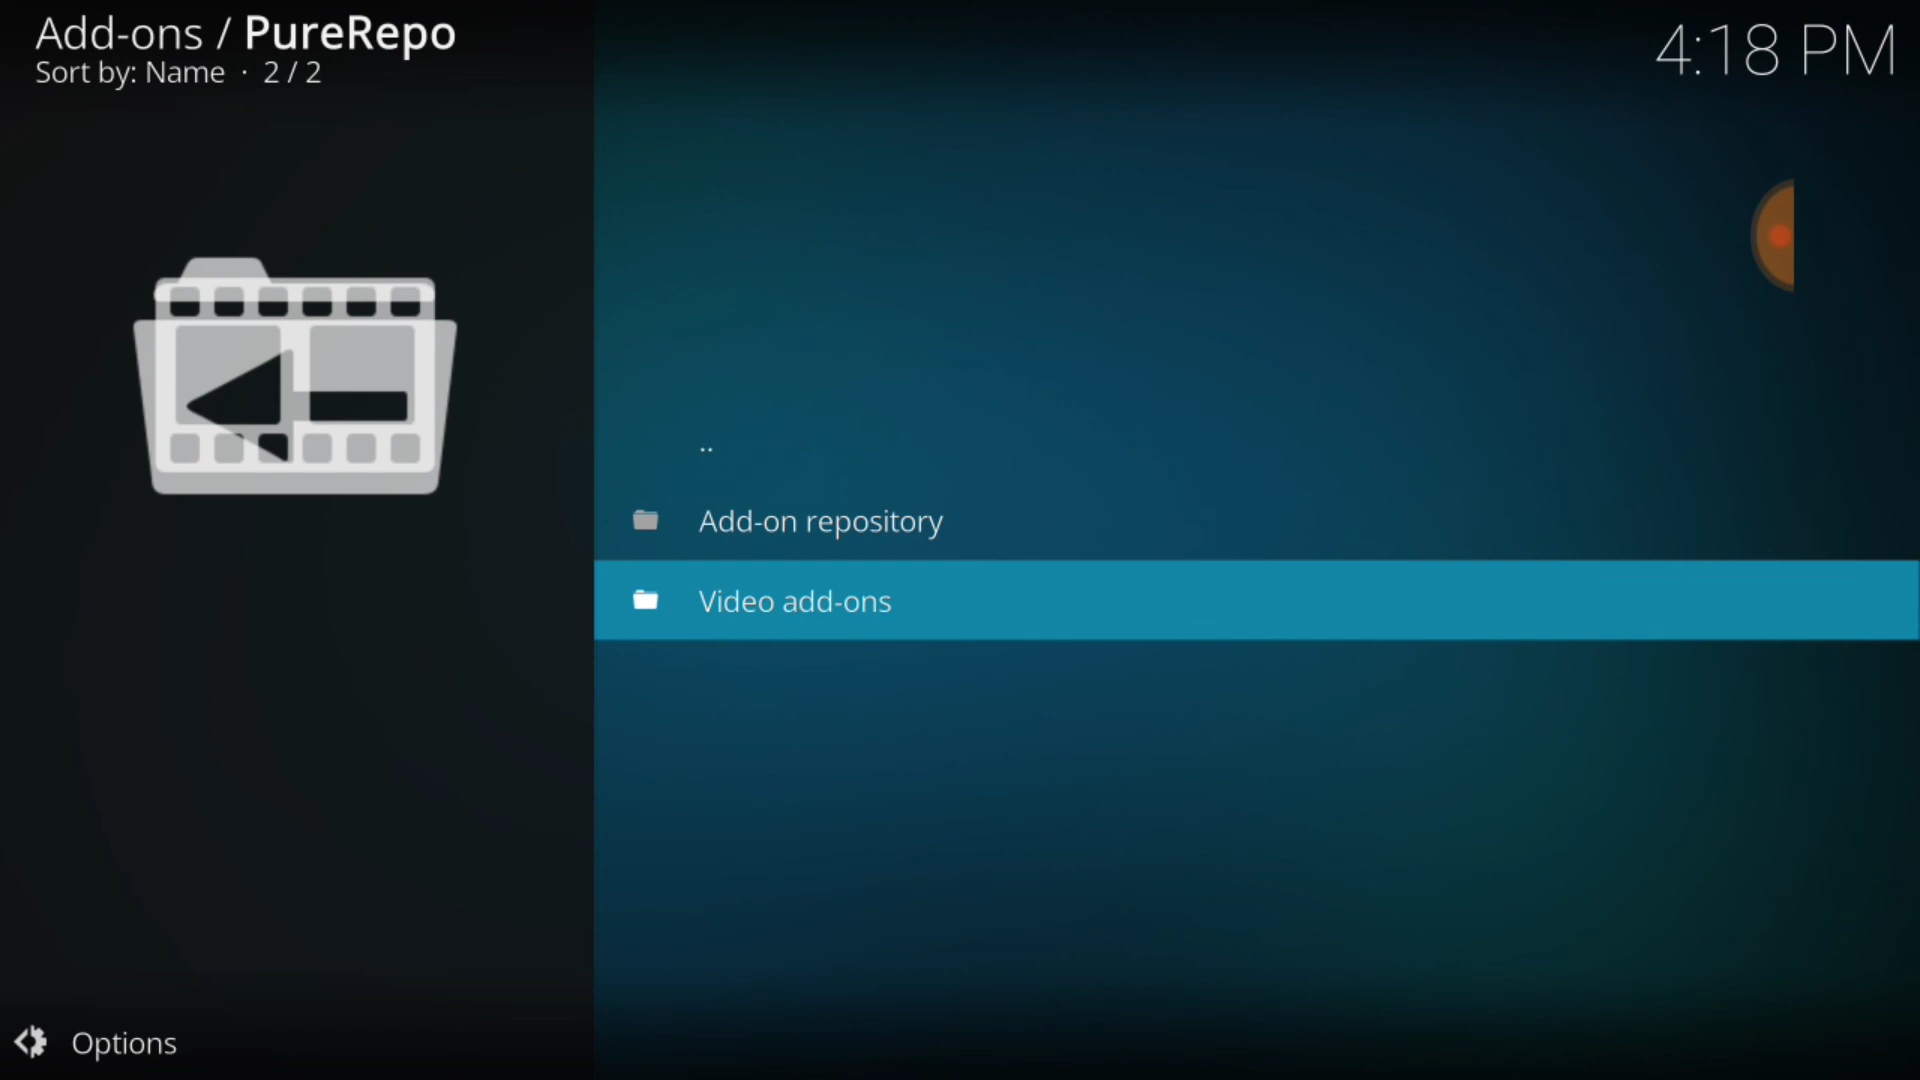 Add-ons / PureRepo
Sort by: Name · 2 / 2
4:18 PM
..
Add-on repository
Video add-ons
Options